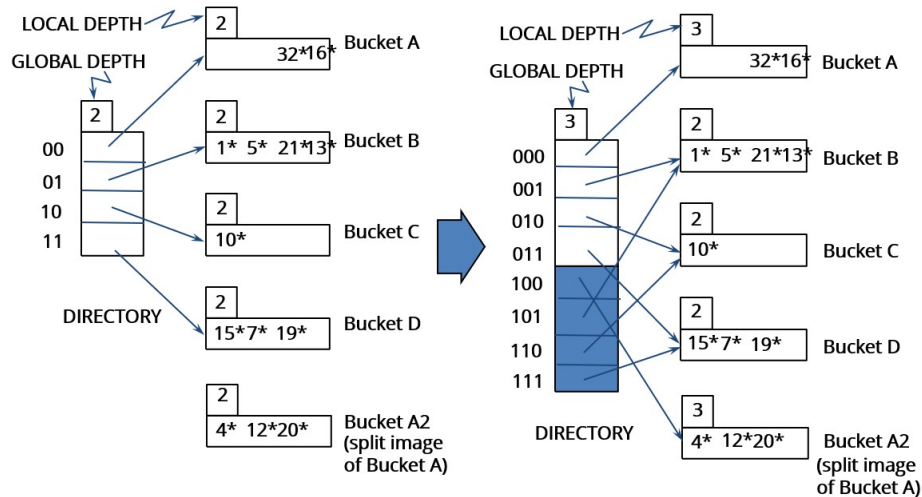 LOCAL DEPTH
2
Bucket A
32*16*
GLOBAL DEPTH
2
2
Bucket B
1* 5* 21*13*
00
01
10
11
2
Bucket C
10*
DIRECTORY
2
Bucket D
15*7* 19*
2
Bucket A2
4* 12*20*
(split image
of Bucket A)
LOCAL DEPTH
3
Bucket A
32*16*
GLOBAL DEPTH
3
2
Bucket B
1* 5* 21*13*
000
001
010
011
100
101
110
111
2
Bucket C
10*
2
Bucket D
15*7* 19*
DIRECTORY
3
Bucket A2
4* 12*20*
(split image
of Bucket A)